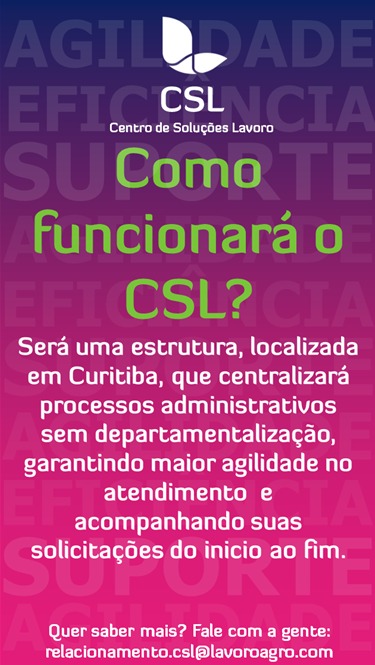 AGILIDADE
EFICIÊNCIA
SUPORTE
AGILIDADE
EFICIÊNCIA
SUPORTE
AGILIDADE
EFICIÊNCIA
SUPORTE
CSL
Centro de Soluções Lavoro
Como
funcionará o
CSL?
Será uma estrutura, localizada
em Curitiba, que centralizará
processos administrativos
sem departamentalização,
garantindo maior agilidade no
atendimento e
acompanhando suas
solicitações do inicio ao fim.
Quer saber mais? Fale com a gente:
relacionamento.csl@lavoroagro.com